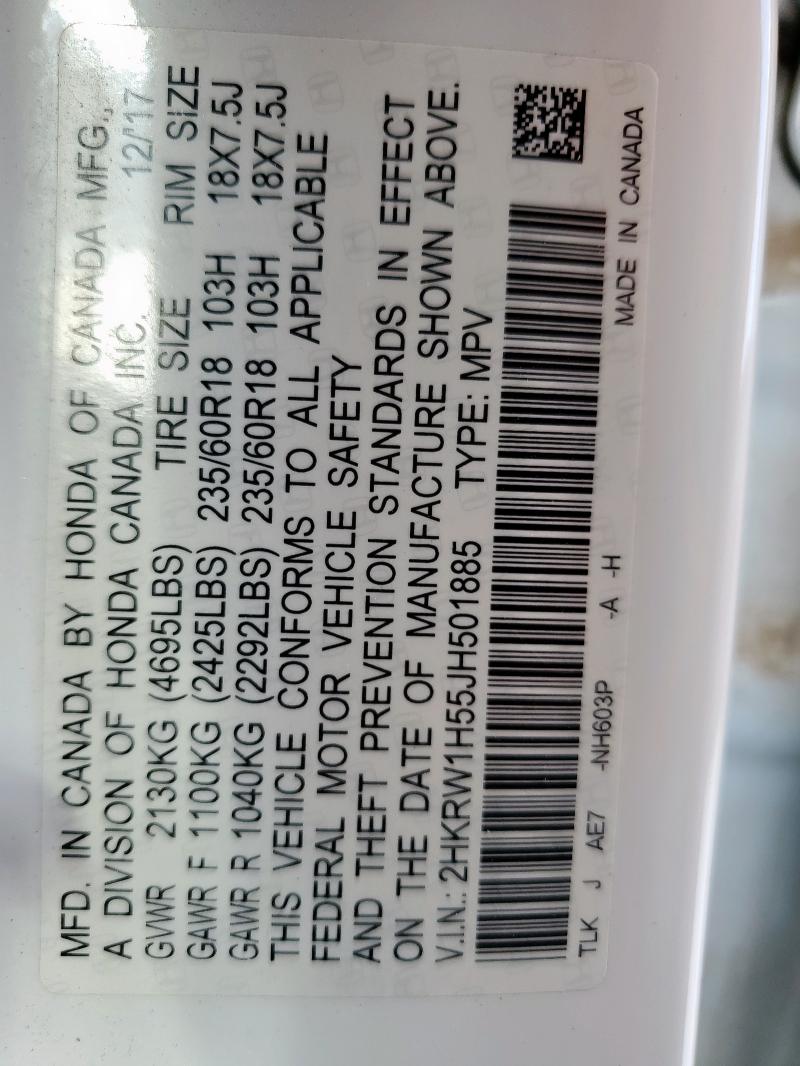 MFD. IN CANADA BY HONDA OF CANADA MFG.,
A DIVISION OF HONDA CANADA INC. 12/'17
GVWR 2130KG (4695LBS) TIRE SIZE RIM SIZE
GAWR F 1100KG (2425LBS) 235/60R18 103H 18X7.5J
GAWR R 1040KG (2292LBS) 235/60R18 103H 18X7.5J
THIS VEHICLE CONFORMS TO ALL APPLICABLE
FEDERAL MOTOR VEHICLE SAFETY
AND THEFT PREVENTION STANDARDS IN EFFECT
ON THE DATE OF MANUFACTURE SHOWN ABOVE.
V.I.N.: 2HKRW1H55JH501885 TYPE: MPV
TLK J AE7 -NH603P -A -H MADE IN CANADA